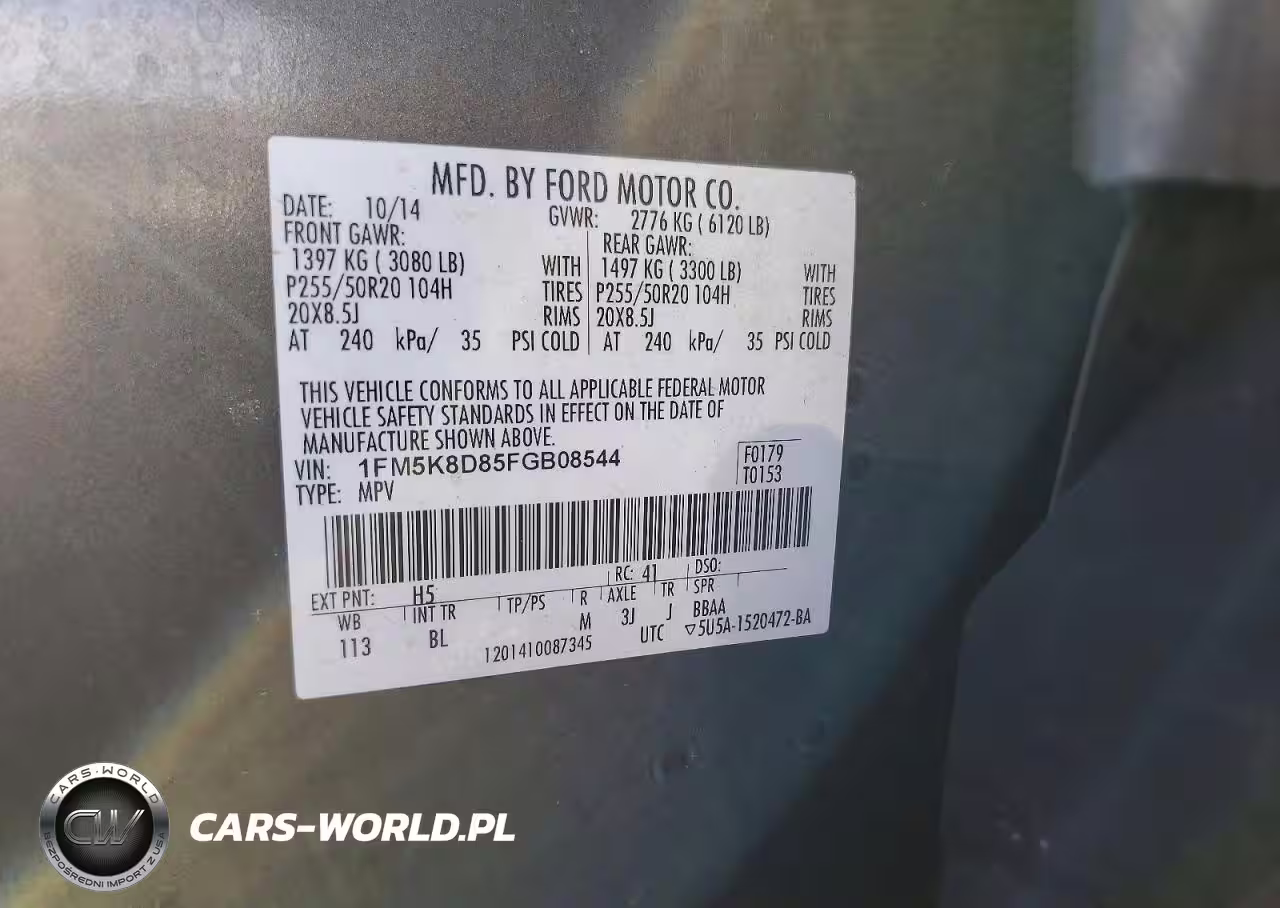 MFD. BY FORD MOTOR CO.
DATE: 10/14 GVWR: 2776 KG ( 6120 LB)
FRONT GAWR: REAR GAWR:
1397 KG ( 3080 LB) WITH 1497 KG ( 3300 LB) WITH
P255/50R20 104H TIRES P255/50R20 104H TIRES
20X8.5J RIMS 20X8.5J RIMS
AT 240 kPa/ 35 PSI COLD AT 240 kPa/ 35 PSI COLD
THIS VEHICLE CONFORMS TO ALL APPLICABLE FEDERAL MOTOR
VEHICLE SAFETY STANDARDS IN EFFECT ON THE DATE OF
MANUFACTURE SHOWN ABOVE.
VIN: 1FM5K8D85FGB08544 F0179
TYPE: MPV T0153
EXT PNT: H5 RC: 41 DSO:
WB INT TR TP/PS R AXLE TR SPR
113 BL M 3J J BBAA
1201410087345 UTC ▽5U5A-1520472-BA
CARS-WORLD
CW
BEZPOŚREDNI IMPORT Z USA
CARS-WORLD.PL